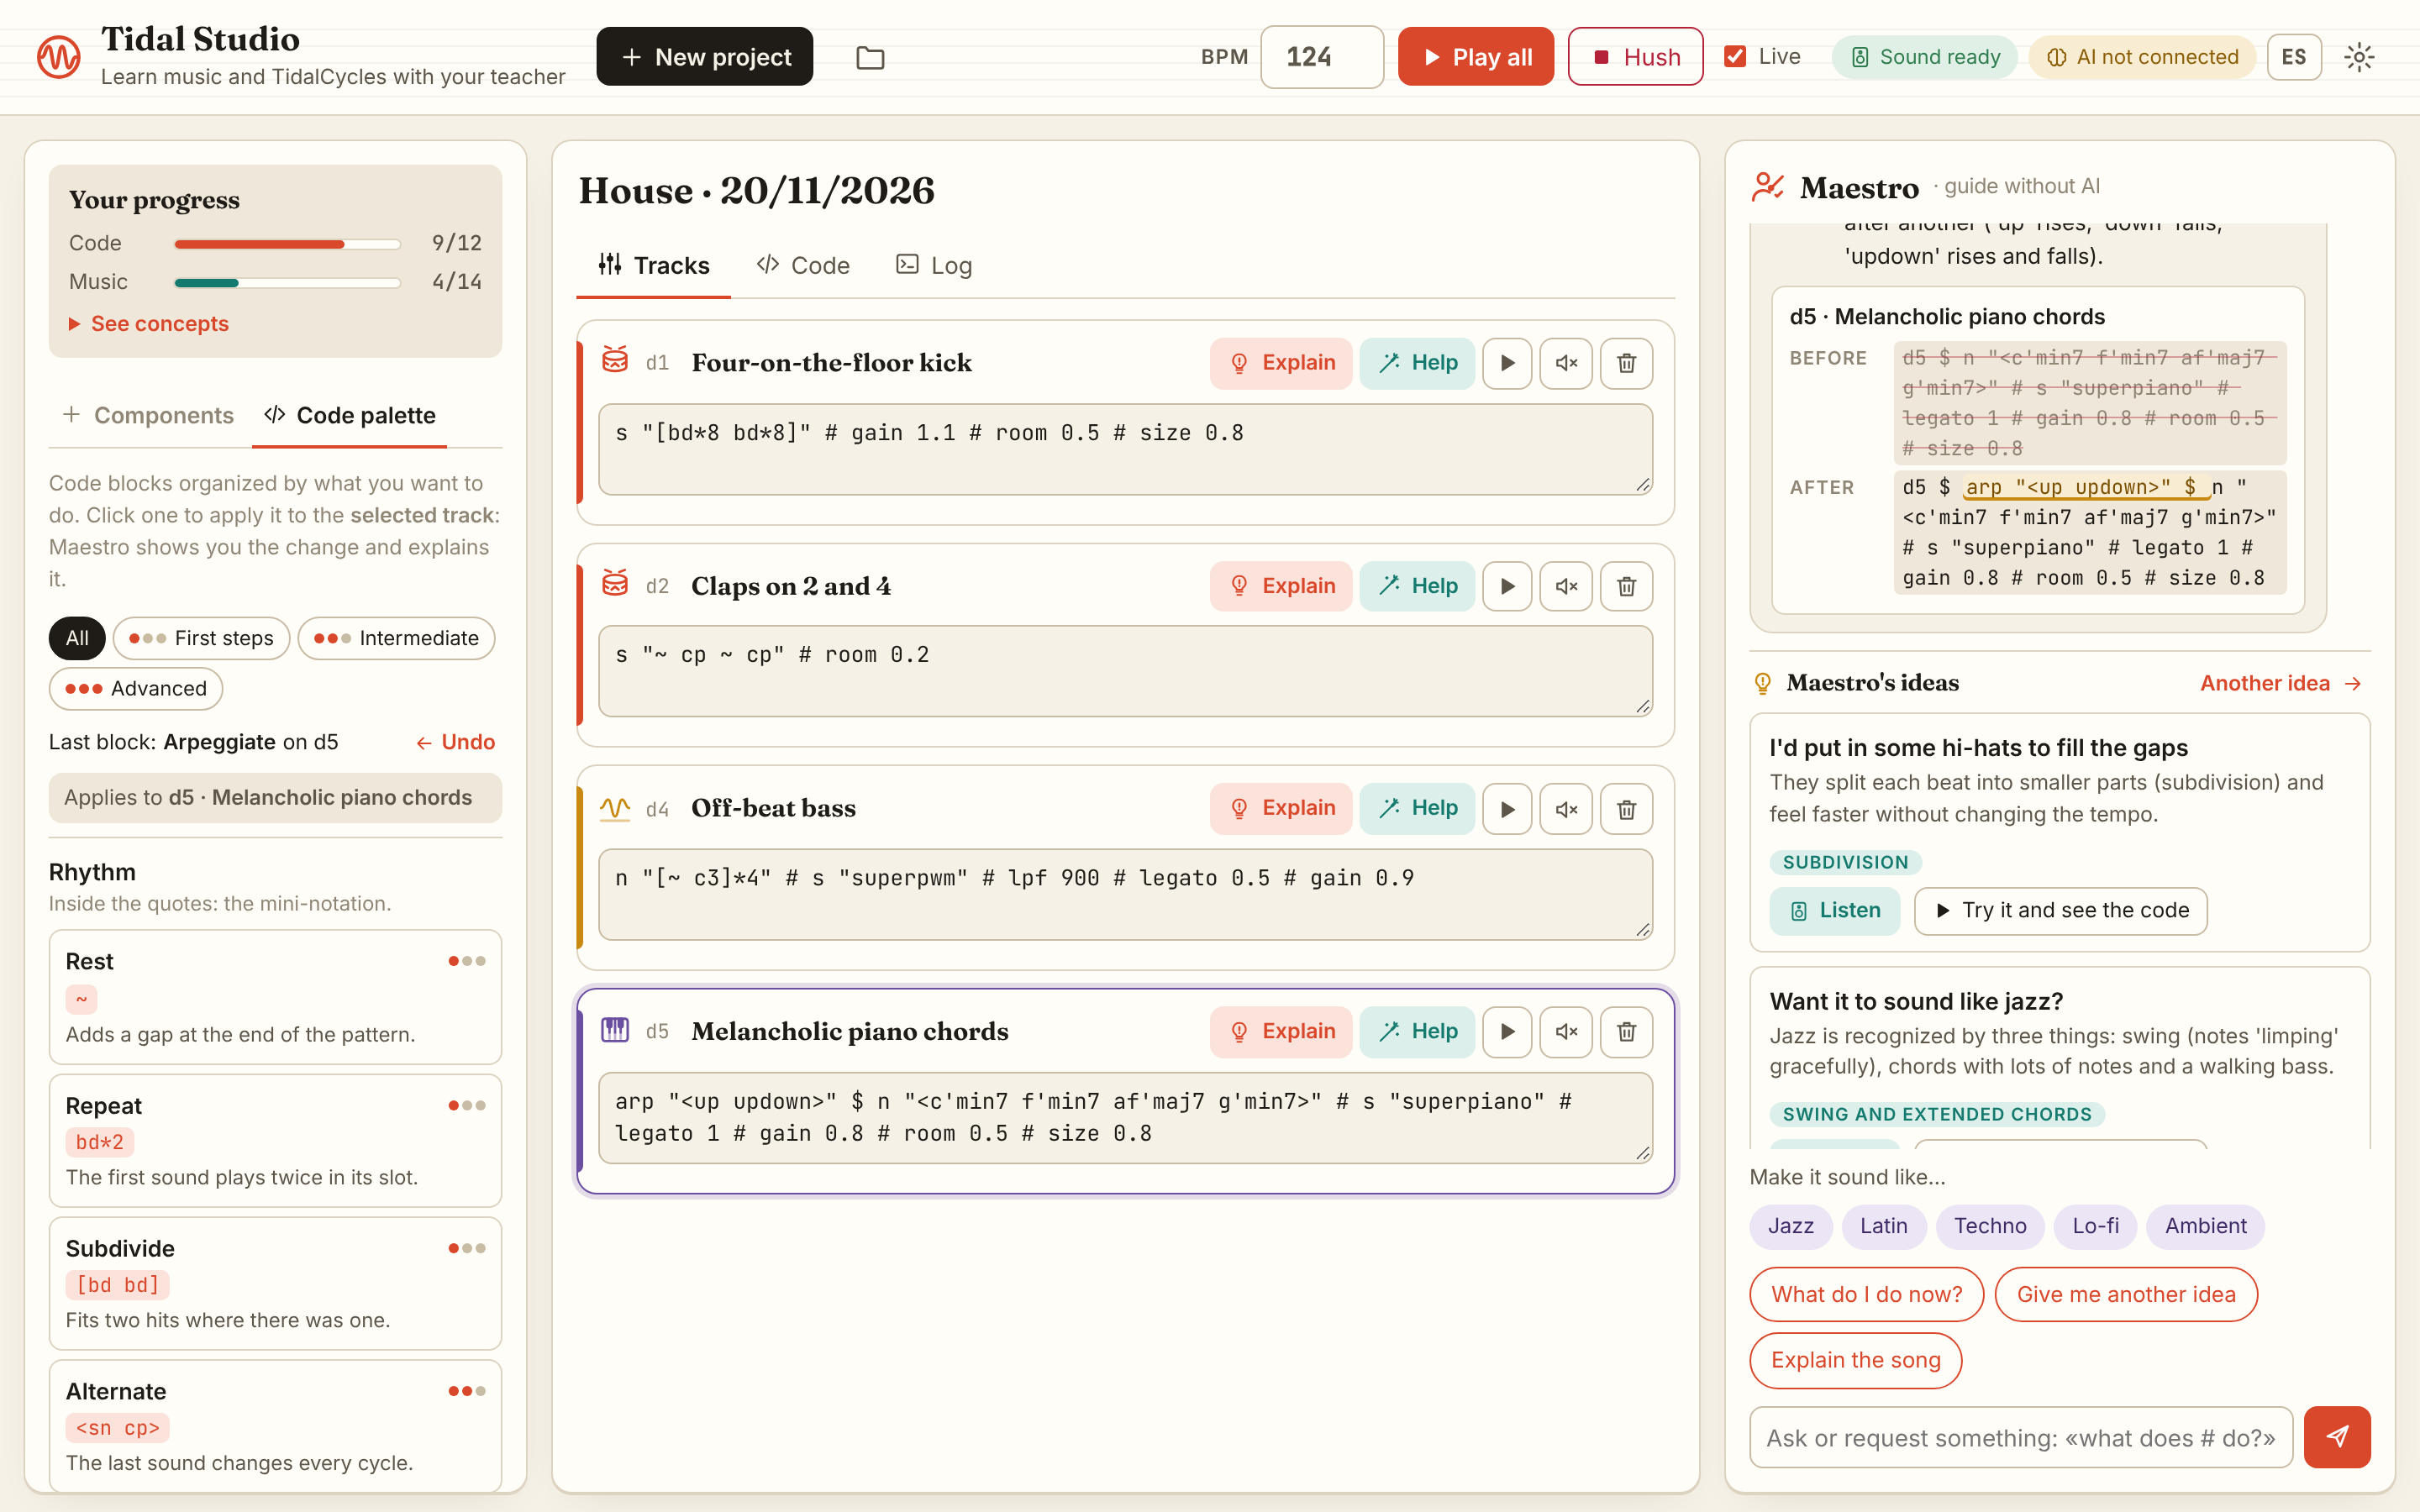 Tidal Studio
Learn music and TidalCycles with your teacher
New project
BPM
124
Play all
Hush
Live
Sound ready
AI not connected
ES
Your progress
Code
9/12
Music
4/14
See concepts
Components
Code palette
Code blocks organized by what you want to
do. Click one to apply it to the selected track:
Maestro shows you the change and explains
it.
All
First steps
Intermediate
Advanced
Last block: Arpeggiate on d5
Undo
Applies to d5 · Melancholic piano chords
Rhythm
Inside the quotes: the mini-notation.
Rest
~
Adds a gap at the end of the pattern.
Repeat
bd*2
The first sound plays twice in its slot.
Subdivide
[bd bd]
Fits two hits where there was one.
Alternate
<sn cp>
The last sound changes every cycle.
House · 20/11/2026
Tracks
Code
Log
d1
Four-on-the-floor kick
Explain
Help
s "[bd*8 bd*8]" # gain 1.1 # room 0.5 # size 0.8
d2
Claps on 2 and 4
Explain
Help
s "~ cp ~ cp" # room 0.2
d4
Off-beat bass
Explain
Help
n "[~ c3]*4" # s "superpwm" # lpf 900 # legato 0.5 # gain 0.9
d5
Melancholic piano chords
Explain
Help
arp "<up updown>" $ n "<c'min7 f'min7 af'maj7 g'min7>" # s "superpiano" #
legato 1 # gain 0.8 # room 0.5 # size 0.8
Maestro
· guide without AI
after another ('up' rises, 'down' falls,
'updown' rises and falls).
d5 · Melancholic piano chords
BEFORE
d5 $ n "<c'min7 f'min7 af'maj7
g'min7>" # s "superpiano" #
legato 1 # gain 0.8 # room 0.5
# size 0.8
AFTER
d5 $ arp "<up updown>" $ n "
<c'min7 f'min7 af'maj7 g'min7>"
# s "superpiano" # legato 1 #
gain 0.8 # room 0.5 # size 0.8
Maestro's ideas
Another idea
I'd put in some hi-hats to fill the gaps
They split each beat into smaller parts (subdivision) and
feel faster without changing the tempo.
SUBDIVISION
Listen
Try it and see the code
Want it to sound like jazz?
Jazz is recognized by three things: swing (notes 'limping'
gracefully), chords with lots of notes and a walking bass.
SWING AND EXTENDED CHORDS
Make it sound like...
Jazz
Latin
Techno
Lo-fi
Ambient
What do I do now?
Give me another idea
Explain the song
Ask or request something: «what does # do?»